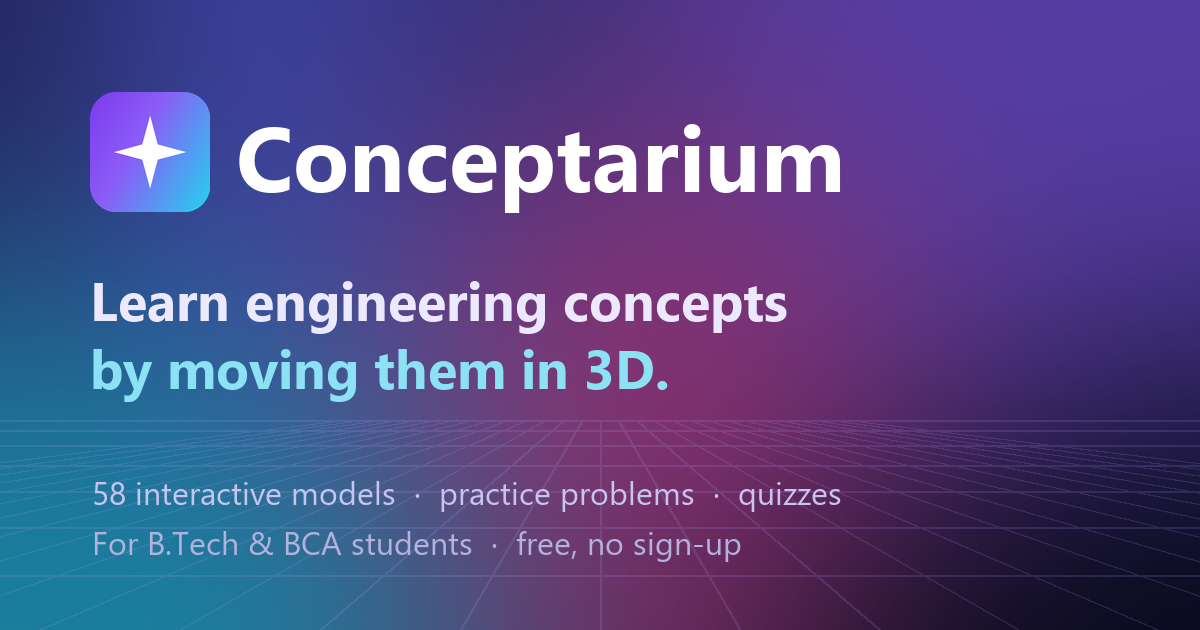 Conceptarium
Learn engineering concepts
by moving them in 3D.
58 interactive models · practice problems · quizzes
For B.Tech & BCA students · free, no sign-up